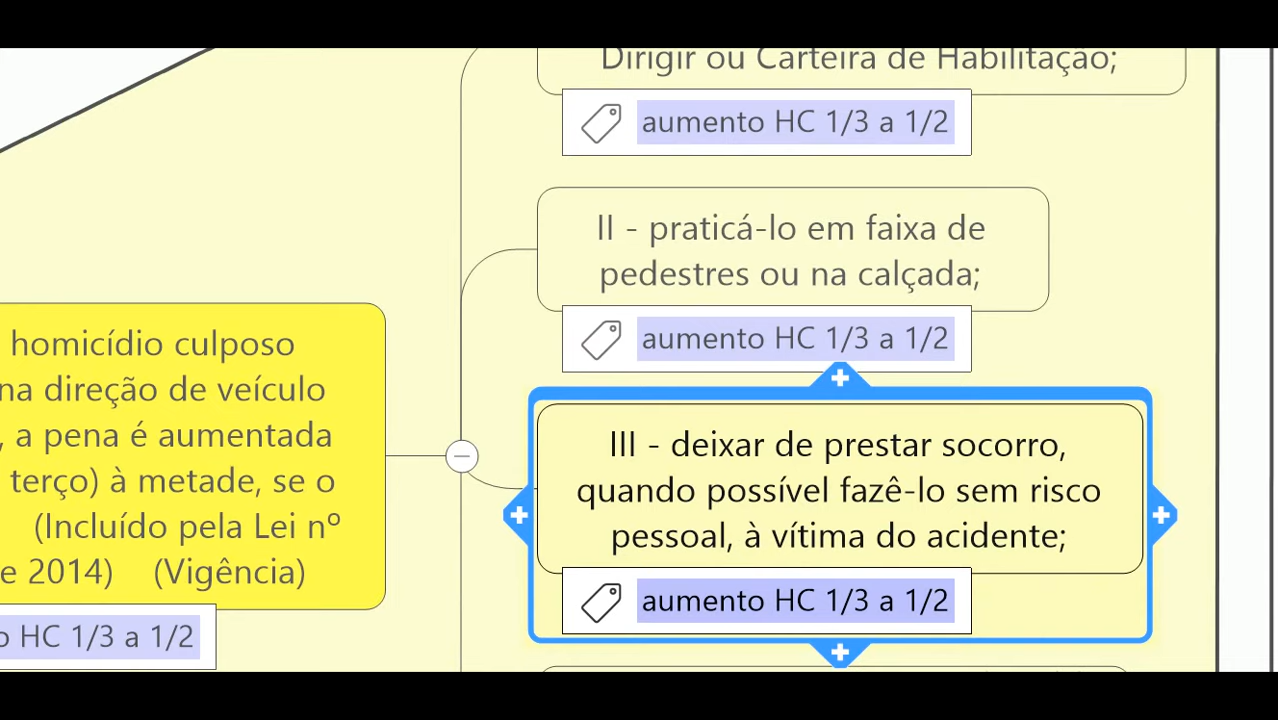 Dirigir ou Carteira de Habilitação;
aumento HC 1/3 a 1/2
II - praticá-lo em faixa de
pedestres ou na calçada;
aumento HC 1/3 a 1/2
homicídio culposo
na direção de veículo
, a pena é aumentada
terço) à metade, se o
(Incluído pela Lei nº
e 2014) (Vigência)
o HC 1/3 a 1/2
III - deixar de prestar socorro,
quando possível fazê-lo sem risco
pessoal, à vítima do acidente;
aumento HC 1/3 a 1/2